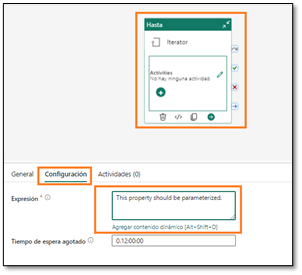 Hasta
Iterator
Activities
No hay ninguna actividad.
General
Configuración
Actividades (0)
Expresión *
This property should be parameterized.
Agregar contenido dinámico [Alt+Shift+D]
Tiempo de espera agotado
0.12:00:00